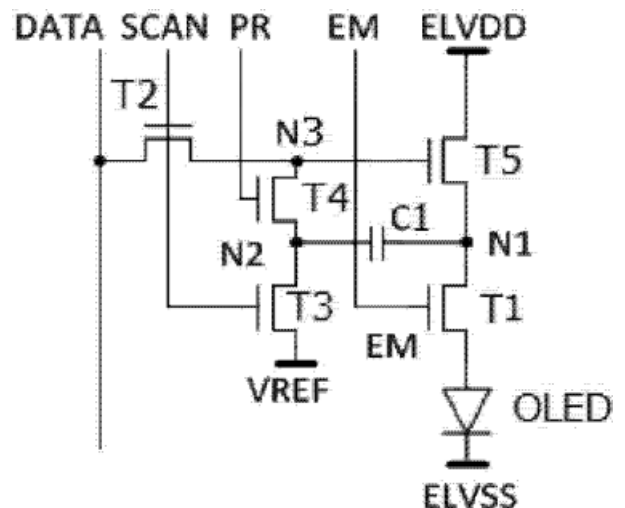 DATA SCAN PR EM ELVDD
T2
N3
T5
T4
C1
N2
N1
T3
T1
EM
VREF
OLED
ELVSS